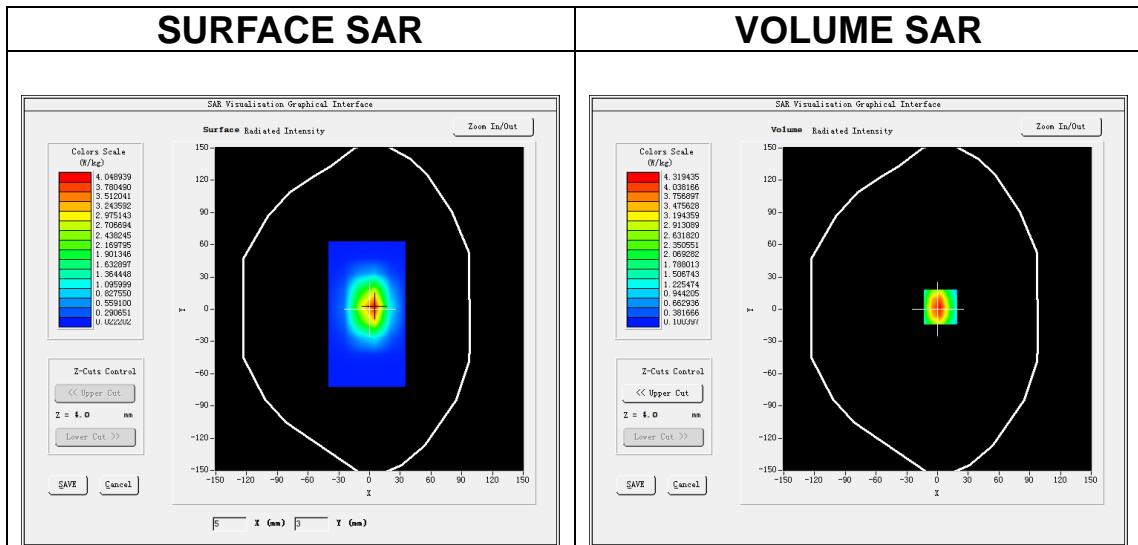 SURFACE SAR
VOLUME SAR
SAR Visualisation Graphical Interface
Surface Radiated Intensity
Zoom In/Out
Colors Scale
(W/kg)
4.048939
3.780490
3.512041
3.243592
2.975143
2.706694
2.438245
2.169795
1.901346
1.632897
1.364448
1.095999
0.827550
0.559100
0.290651
0.022202
Z-Cuts Control
<< Upper Cut
Z = 4.0 mm
Lower Cut >>
SAVE
Cancel
150
120
90
60
30
0
-30
-60
-90
-120
-150
Y
-150 -120 -90 -60 -30 0 30 60 90 120 150
X
5 X (mm) 3 Y (mm)
SAR Visualisation Graphical Interface
Volume Radiated Intensity
Zoom In/Out
Colors Scale
(W/kg)
4.319435
4.038166
3.756897
3.475628
3.194359
2.913089
2.631820
2.350551
2.069282
1.788013
1.506743
1.225474
0.944205
0.662936
0.381666
0.100397
Z-Cuts Control
<< Upper Cut
Z = 4.0 mm
Lower Cut >>
SAVE
Cancel
150
120
90
60
30
0
-30
-60
-90
-120
-150
Y
-150 -120 -90 -60 -30 0 30 60 90 120 150
X